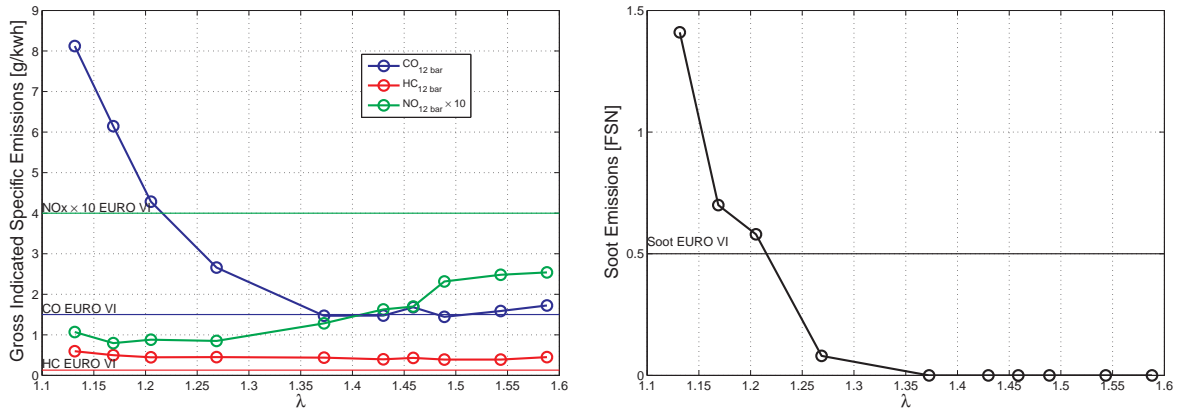 Gross Indicated Specific Emissions [g/kwh]
9
8
7
6
5
4
3
2
1
0
CO12 bar
HC12 bar
NO12 bar × 10
NOx × 10 EURO VI
CO EURO VI
HC EURO VI
1.1 1.15 1.2 1.25 1.3 1.35 1.4 1.45 1.5 1.55 1.6
λ
Soot Emissions [FSN]
1.5
1
0.5
0
Soot EURO VI
1.1 1.15 1.2 1.25 1.3 1.35 1.4 1.45 1.5 1.55 1.6
λ